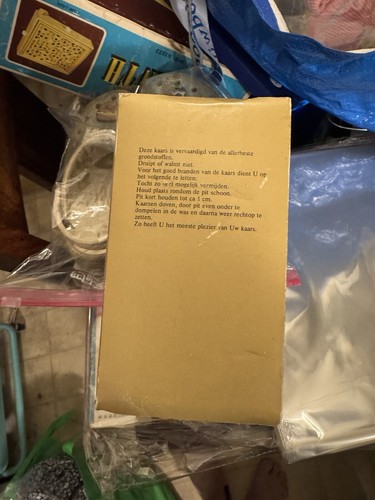 Deze kaars is vervaardigd van de allerbeste
grondstoffen.
Druipt of walmt niet.
Voor het goed branden van de kaars dient U op
het volgende te letten:
Tocht zo veel mogelijk vermijden.
Houd plaats rondom de pit schoon.
Pit kort houden tot ca 1 cm.
Kaarsen doven, door pit even onder te
dompelen in de was en daarna weer rechtop te
zetten.
Zo heeft U het meeste plezier van Uw kaars.